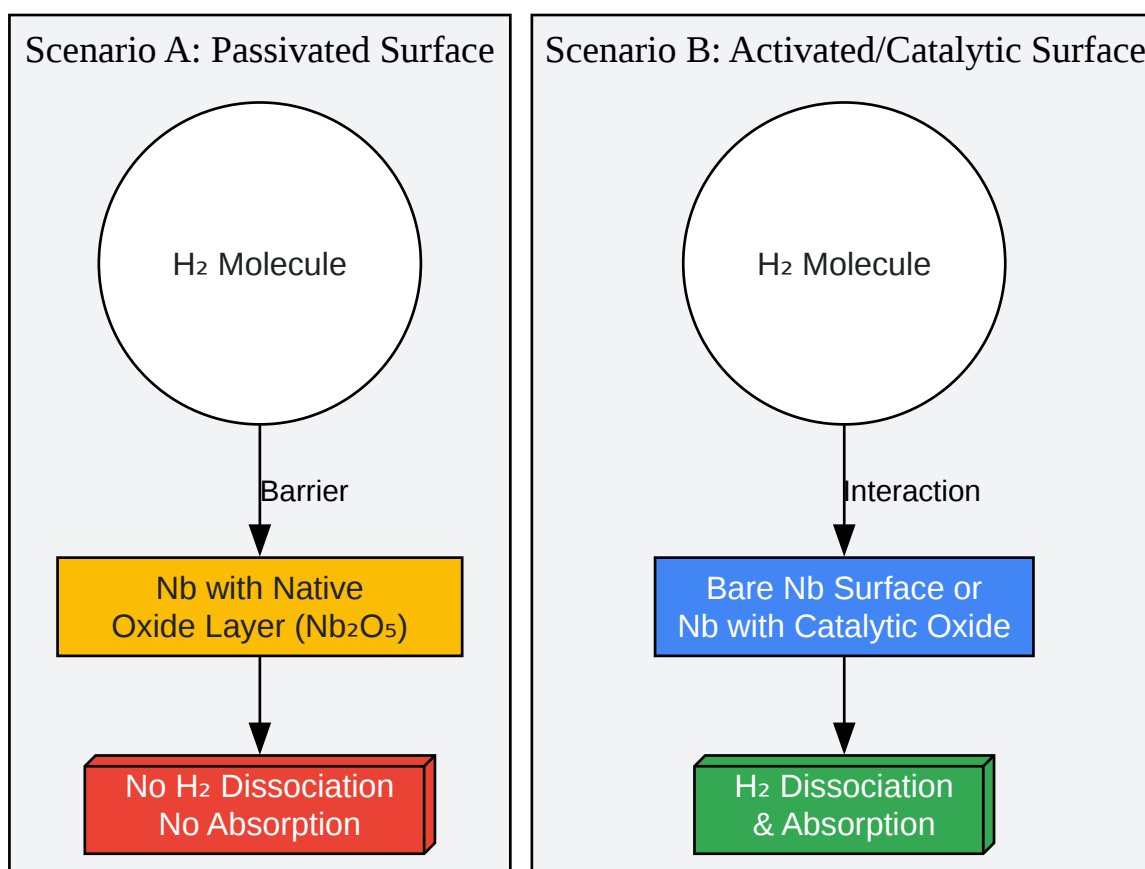 Scenario A: Passivated Surface
H₂ Molecule
Barrier
Nb with Native
Oxide Layer (Nb₂O₅)
No H₂ Dissociation
No Absorption
Scenario B: Activated/Catalytic Surface
H₂ Molecule
Interaction
Bare Nb Surface or
Nb with Catalytic Oxide
H₂ Dissociation
& Absorption